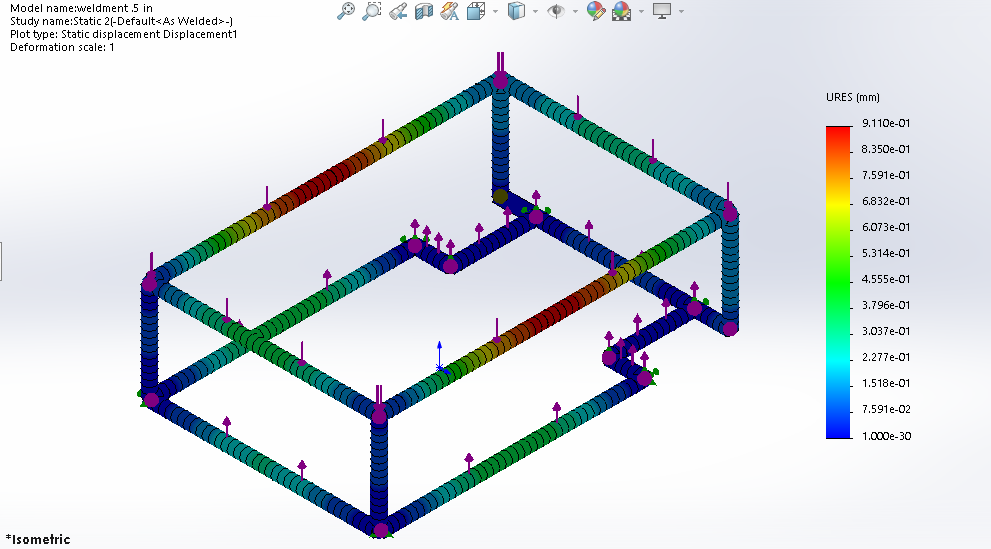 Model name:weldment .5 in
Study name:Static 2(-Default<As Welded>-)
Plot type: Static displacement Displacement1
Deformation scale: 1
URES (mm)
9.110e-01
8.350e-01
7.591e-01
6.832e-01
6.073e-01
5.314e-01
4.555e-01
3.796e-01
3.037e-01
2.277e-01
1.518e-01
7.591e-02
1.000e-30
*Isometric